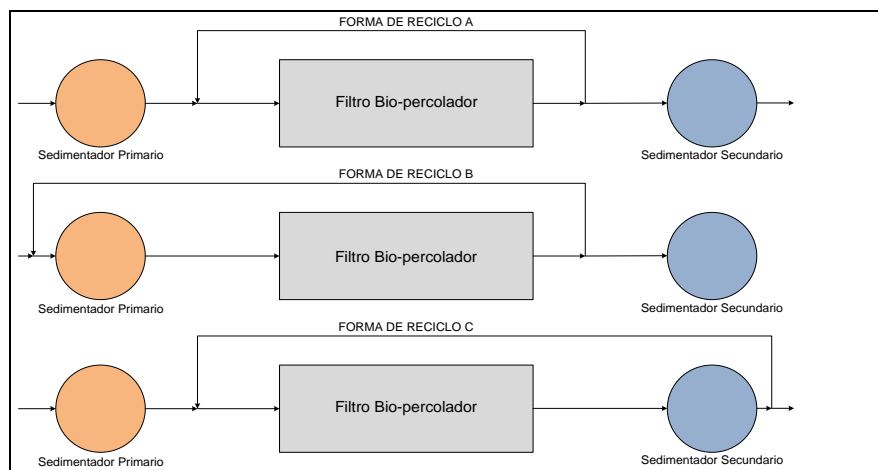 FORMA DE RECICLO A
Filtro Bio-percolador
Sedimentador Primario
Sedimentador Secundario
FORMA DE RECICLO B
Filtro Bio-percolador
Sedimentador Primario
Sedimentador Secundario
FORMA DE RECICLO C
Filtro Bio-percolador
Sedimentador Primario
Sedimentador Secundario